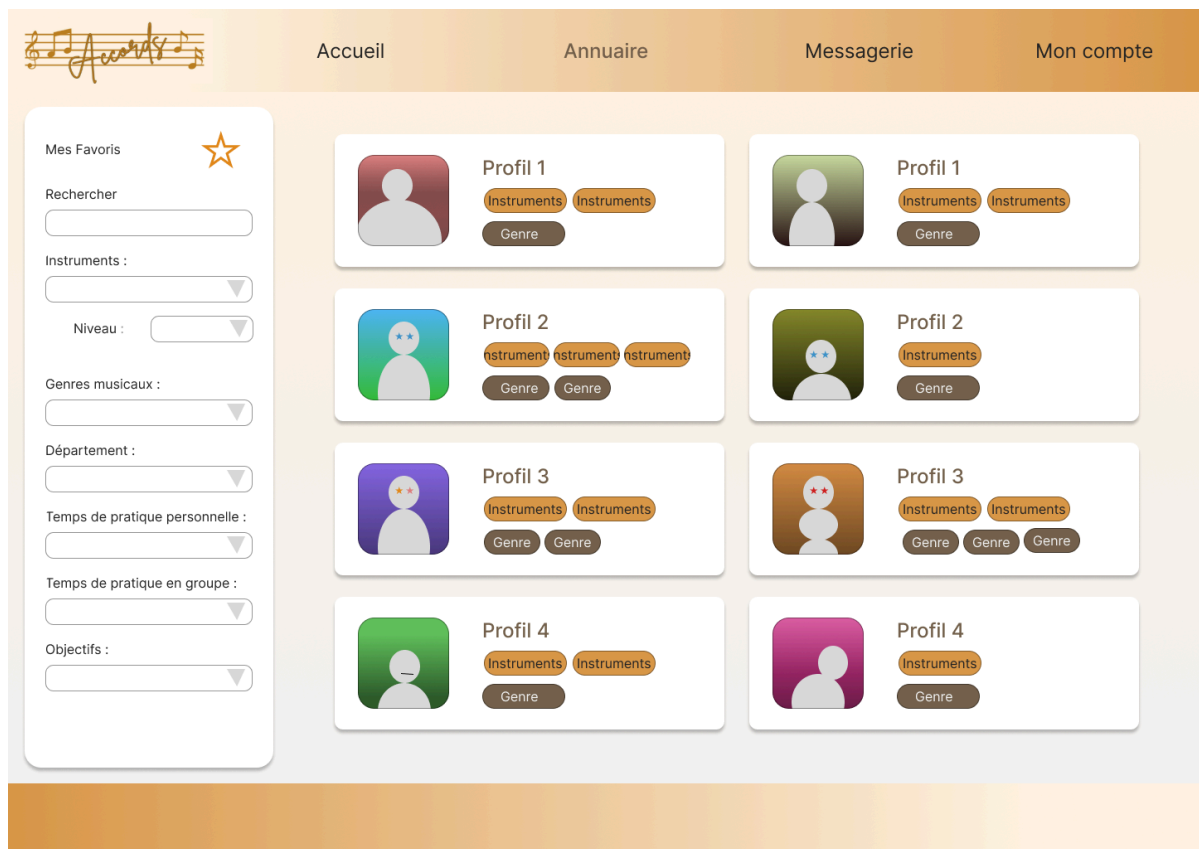 Accords
Accueil
Annuaire
Messagerie
Mon compte
Mes Favoris
Rechercher
Instruments :
Niveau :
Genres musicaux :
Département :
Temps de pratique personnelle :
Temps de pratique en groupe :
Objectifs :
Profil 1
Instruments Instruments
Genre
Profil 1
Instruments Instruments
Genre
Profil 2
nstrument nstrument nstrument
Genre Genre
Profil 2
Instruments
Genre
Profil 3
Instruments Instruments
Genre Genre
Profil 3
Instruments Instruments
Genre Genre Genre
Profil 4
Instruments Instruments
Genre
Profil 4
Instruments
Genre